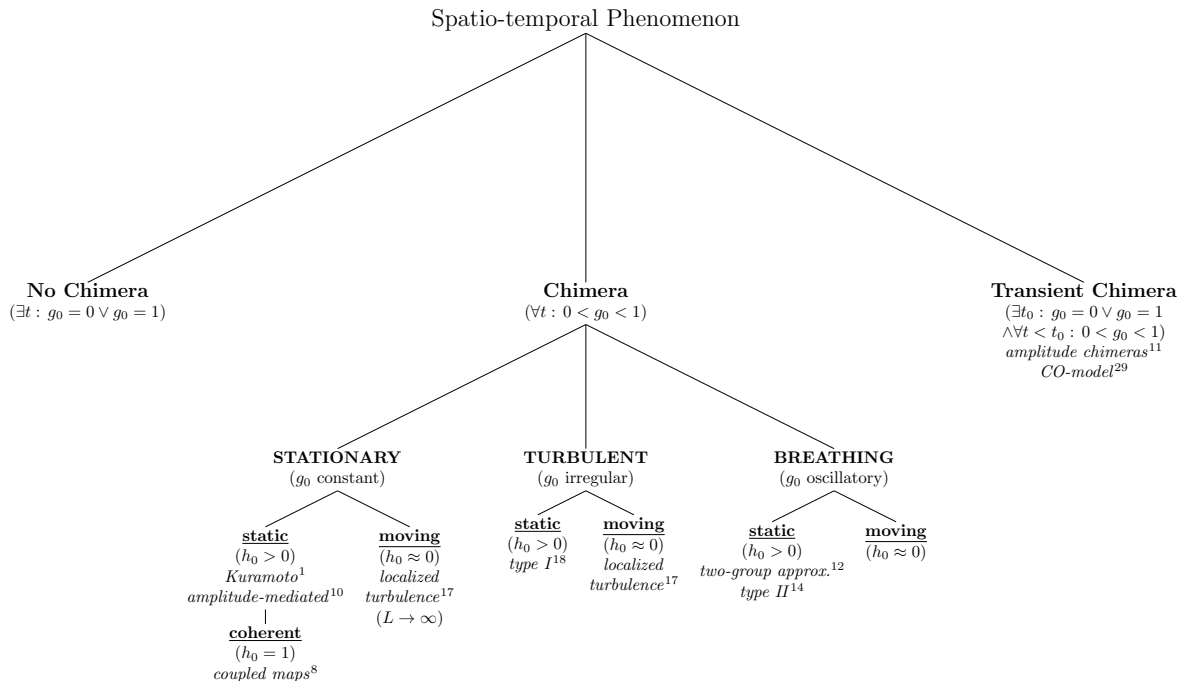 Spatio-temporal Phenomenon
No Chimera
(∃t : g₀ = 0 ∨ g₀ = 1)
Chimera
(∀t : 0 < g₀ < 1)
Transient Chimera
(∃t₀ : g₀ = 0 ∨ g₀ = 1
∧∀t < t₀ : 0 < g₀ < 1)
amplitude chimeras¹¹
CO-model²⁹
STATIONARY
(g₀ constant)
TURBULENT
(g₀ irregular)
BREATHING
(g₀ oscillatory)
static
(h₀ > 0)
Kuramoto¹
amplitude-mediated¹⁰
coherent
(h₀ = 1)
coupled maps⁸
moving
(h₀ ≈ 0)
localized
turbulence¹⁷
(L → ∞)
static
(h₀ > 0)
type I¹⁸
moving
(h₀ ≈ 0)
localized
turbulence¹⁷
static
(h₀ > 0)
two-group approx.¹²
type II¹⁴
moving
(h₀ ≈ 0)